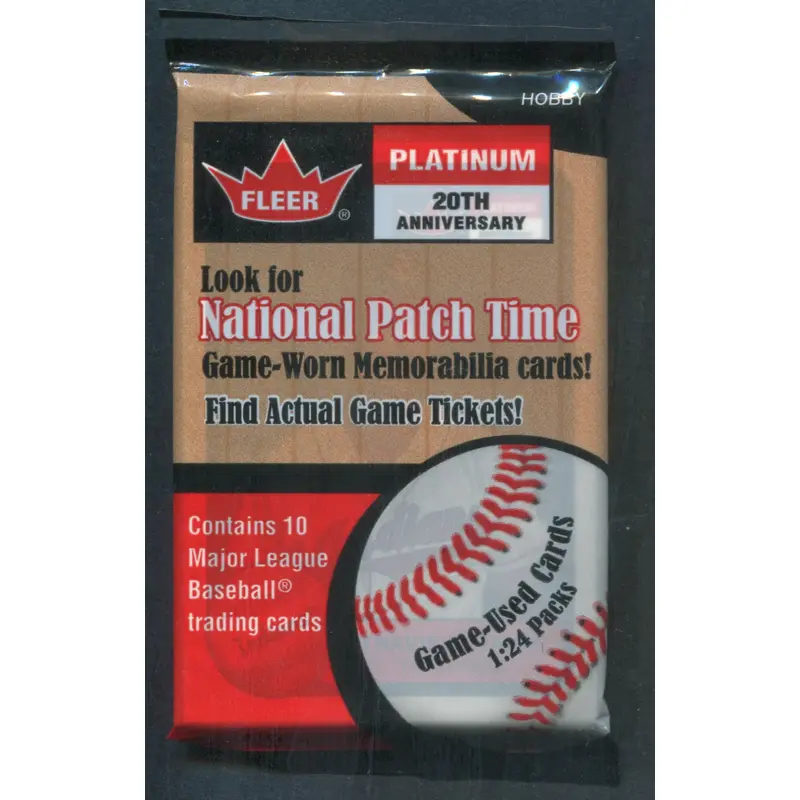 HOBBY
FLEER®
PLATINUM
20TH
ANNIVERSARY
Look for
National Patch Time
Game-Worn Memorabilia cards!
Find Actual Game Tickets!
Contains 10
Major League
Baseball®
trading cards
Game-Used Cards
1:24 Packs